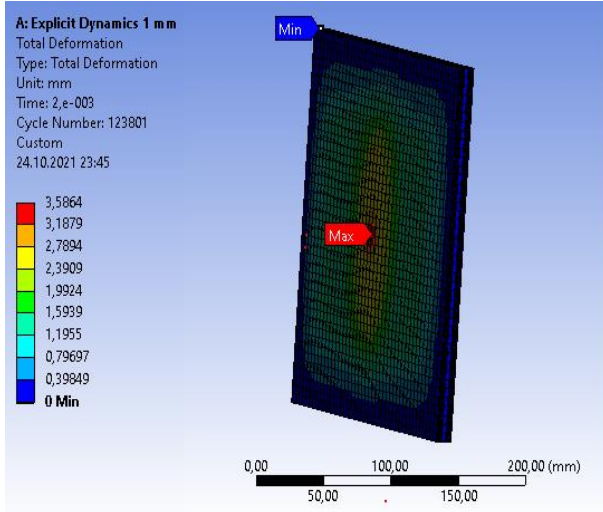 A: Explicit Dynamics 1 mm
Total Deformation
Type: Total Deformation
Unit: mm
Time: 2,e-003
Cycle Number: 123801
Custom
24.10.2021 23:45
3,5864
3,1879
2,7894
2,3909
1,9924
1,5939
1,1955
0,79697
0,39849
0 Min
Min
Max
0,00 100,00 200,00 (mm)
50,00 150,00